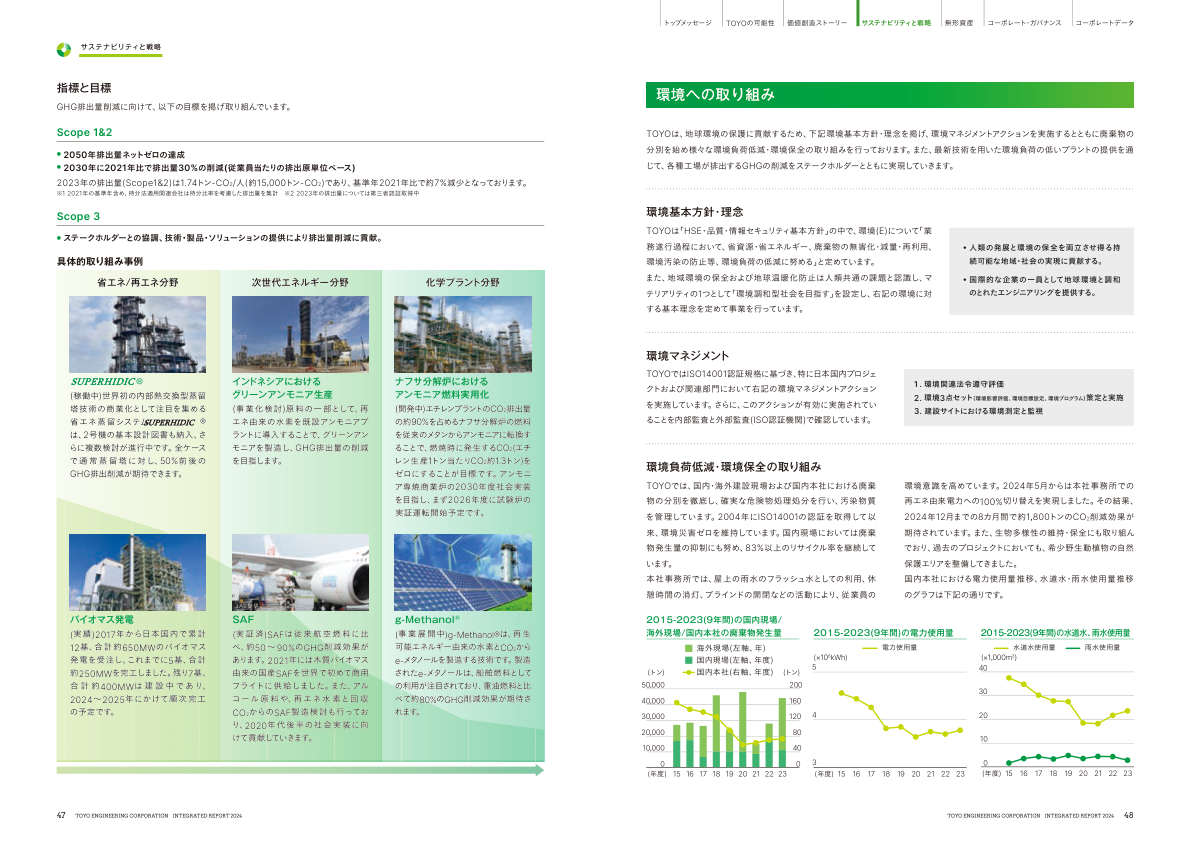 トップメッセージ
TOYOの可能性
価値創造ストーリー
サステナビリティと戦略
無形資産
コーポレート・ガバナンス
コーポレートデータ
サステナビリティと戦略
指標と目標
GHG排出量削減に向けて、以下の目標を掲げ取り組んでいます。
Scope 1&2
● 2050年排出量ネットゼロの達成
● 2030年に2021年比で排出量30%の削減(従業員当たりの排出原単位ベース)
2023年の排出量(Scope1&2)は1.74トン-CO₂/人(約15,000トン-CO₂)であり、基準年2021年比で約7%減少となっております。
※1 2021年の基準年含め、持分法適用関連会社は持分比率を考慮した排出量を集計　※2 2023年の排出量については第三者認証取得中
Scope 3
● ステークホルダーとの協調、技術・製品・ソリューションの提供により排出量削減に貢献。
具体的取り組み事例
省エネ/再エネ分野
SUPERHIDIC®
(稼働中)世界初の内部熱交換型蒸留
塔技術の商業化として注目を集める
省エネ蒸留システムSUPERHIDIC®
は、2号機の基本設計図書も納入、さ
らに複数検討が進行中です。全ケース
で通常蒸留塔に対し、50%前後の
GHG排出削減が期待できます。
バイオマス発電
(実績)2017年から日本国内で累計
12基、合計約650MWのバイオマス
発電を受注し、これまでに5基、合計
約250MWを完工しました。残り7基、
合計約400MWは建設中であり、
2024～2025年にかけて順次完工
の予定です。
次世代エネルギー分野
インドネシアにおける
グリーンアンモニア生産
(事業化検討)原料の一部として、再
エネ由来の水素を既設アンモニアプ
ラントに導入することで、グリーンアン
モニアを製造し、GHG排出量の削減
を目指します。
SAF
(実証済)SAFは従来航空燃料に比
べ、約50～90%のGHG削減効果が
あります。2021年には木質バイオマス
由来の国産SAFを世界で初めて商用
フライトに供給しました。また、アル
コール原料や、再エネ水素と回収
CO₂からのSAF製造検討も行ってお
り、2020年代後半の社会実装に向
けて貢献していきます。
化学プラント分野
ナフサ分解炉における
アンモニア燃料実用化
(開発中)エチレンプラントのCO₂排出量
の約90%を占めるナフサ分解炉の燃料
を従来のメタンからアンモニアに転換す
ることで、燃焼時に発生するCO₂(エチ
レン生産1トン当たりCO₂約1.3トン)を
ゼロにすることが目標です。アンモニ
ア専焼商業炉の2030年度社会実装
を目指し、まず2026年度に試験炉の
実証運転開始予定です。
g-Methanol®
(事業展開中)g-Methanol®は、再生
可能エネルギー由来の水素とCO₂から
e-メタノールを製造する技術です。製造
されたe-メタノールは、船舶燃料として
の利用が注目されており、重油燃料と比
べて約80%のGHG削減効果が期待さ
れます。
47　TOYO ENGINEERING CORPORATION　INTEGRATED REPORT 2024
環境への取り組み
TOYOは、地球環境の保護に貢献するため、下記環境基本方針・理念を掲げ、環境マネジメントアクションを実施するとともに廃棄物の
分別を始め様々な環境負荷低減・環境保全の取り組みを行っております。また、最新技術を用いた環境負荷の低いプラントの提供を通
じて、各種工場が排出するGHGの削減をステークホルダーとともに実現していきます。
環境基本方針・理念
TOYOは「HSE・品質・情報セキュリティ基本方針」の中で、環境(E)について「業
務遂行過程において、省資源・省エネルギー、廃棄物の無害化・減量・再利用、
環境汚染の防止等、環境負荷の低減に努める」と定めています。
また、地域環境の保全および地球温暖化防止は人類共通の課題と認識し、マ
テリアリティの1つとして「環境調和型社会を目指す」を設定し、右記の環境に対
する基本理念を定めて事業を行っています。
• 人類の発展と環境の保全を両立させ得る持
続可能な地域・社会の実現に貢献する。
• 国際的な企業の一員として地球環境と調和
のとれたエンジニアリングを提供する。
環境マネジメント
TOYOではISO14001認証規格に基づき、特に日本国内プロジェ
クトおよび関連部門において右記の環境マネジメントアクション
を実施しています。さらに、このアクションが有効に実施されてい
ることを内部監査と外部監査(ISO認証機関)で確認しています。
1. 環境関連法令遵守評価
2. 環境3点セット(環境影響評価、環境目標設定、環境プログラム)策定と実施
3. 建設サイトにおける環境測定と監視
環境負荷低減・環境保全の取り組み
TOYOでは、国内・海外建設現場および国内本社における廃棄
物の分別を徹底し、確実な危険物処理処分を行い、汚染物質
を管理しています。2004年にISO14001の認証を取得して以
来、環境災害ゼロを維持しています。国内現場においては廃棄
物発生量の抑制にも努め、83%以上のリサイクル率を継続して
います。
本社事務所では、屋上の雨水のフラッシュ水としての利用、休
憩時間の消灯、ブラインドの開閉などの活動により、従業員の
環境意識を高めています。2024年5月からは本社事務所での
再エネ由来電力への100%切り替えを実現しました。その結果、
2024年12月までの8カ月間で約1,800トンのCO₂削減効果が
期待されています。また、生物多様性の維持・保全にも取り組ん
でおり、過去のプロジェクトにおいても、希少野生動植物の自然
保護エリアを整備してきました。
国内本社における電力使用量推移、水道水・雨水使用量推移
のグラフは下記の通りです。
2015-2023(9年間)の国内現場/
海外現場/国内本社の廃棄物発生量
海外現場(左軸、年)
国内現場(左軸、年度)
国内本社(右軸、年度)
(トン)
(トン)
50,000 200
40,000 160
30,000 120
20,000 80
10,000 40
0 0
(年度) 15 16 17 18 19 20 21 22 23
2015-2023(9年間)の電力使用量
電力使用量
(×10⁶kWh)
5
4
3
(年度) 15 16 17 18 19 20 21 22 23
2015-2023(9年間)の水道水、雨水使用量
水道水使用量　雨水使用量
(×1,000m³)
40
30
20
10
0
(年度) 15 16 17 18 19 20 21 22 23
TOYO ENGINEERING CORPORATION　INTEGRATED REPORT 2024　48